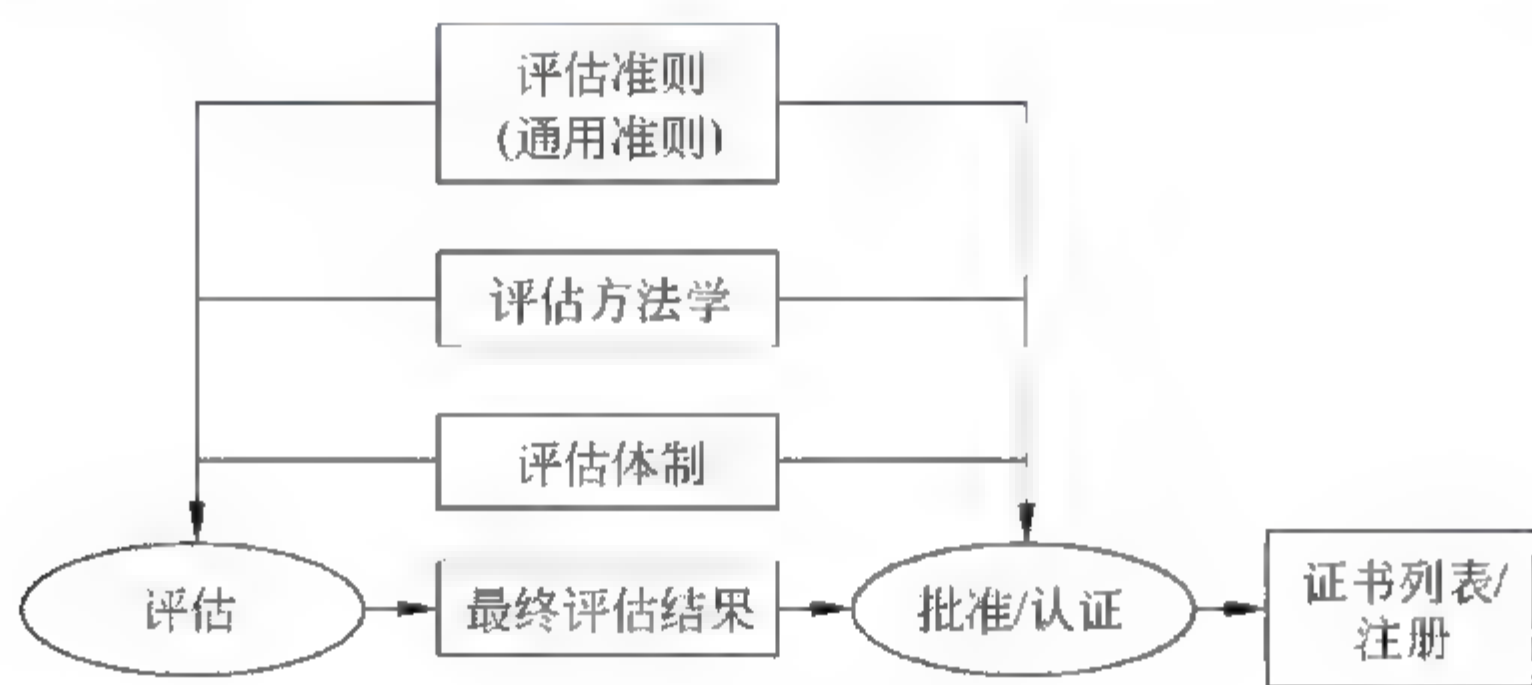 评估准则
(通用准则)
评估方法学
评估体制
评估
最终评估结果
批准/认证
证书列表/
注册